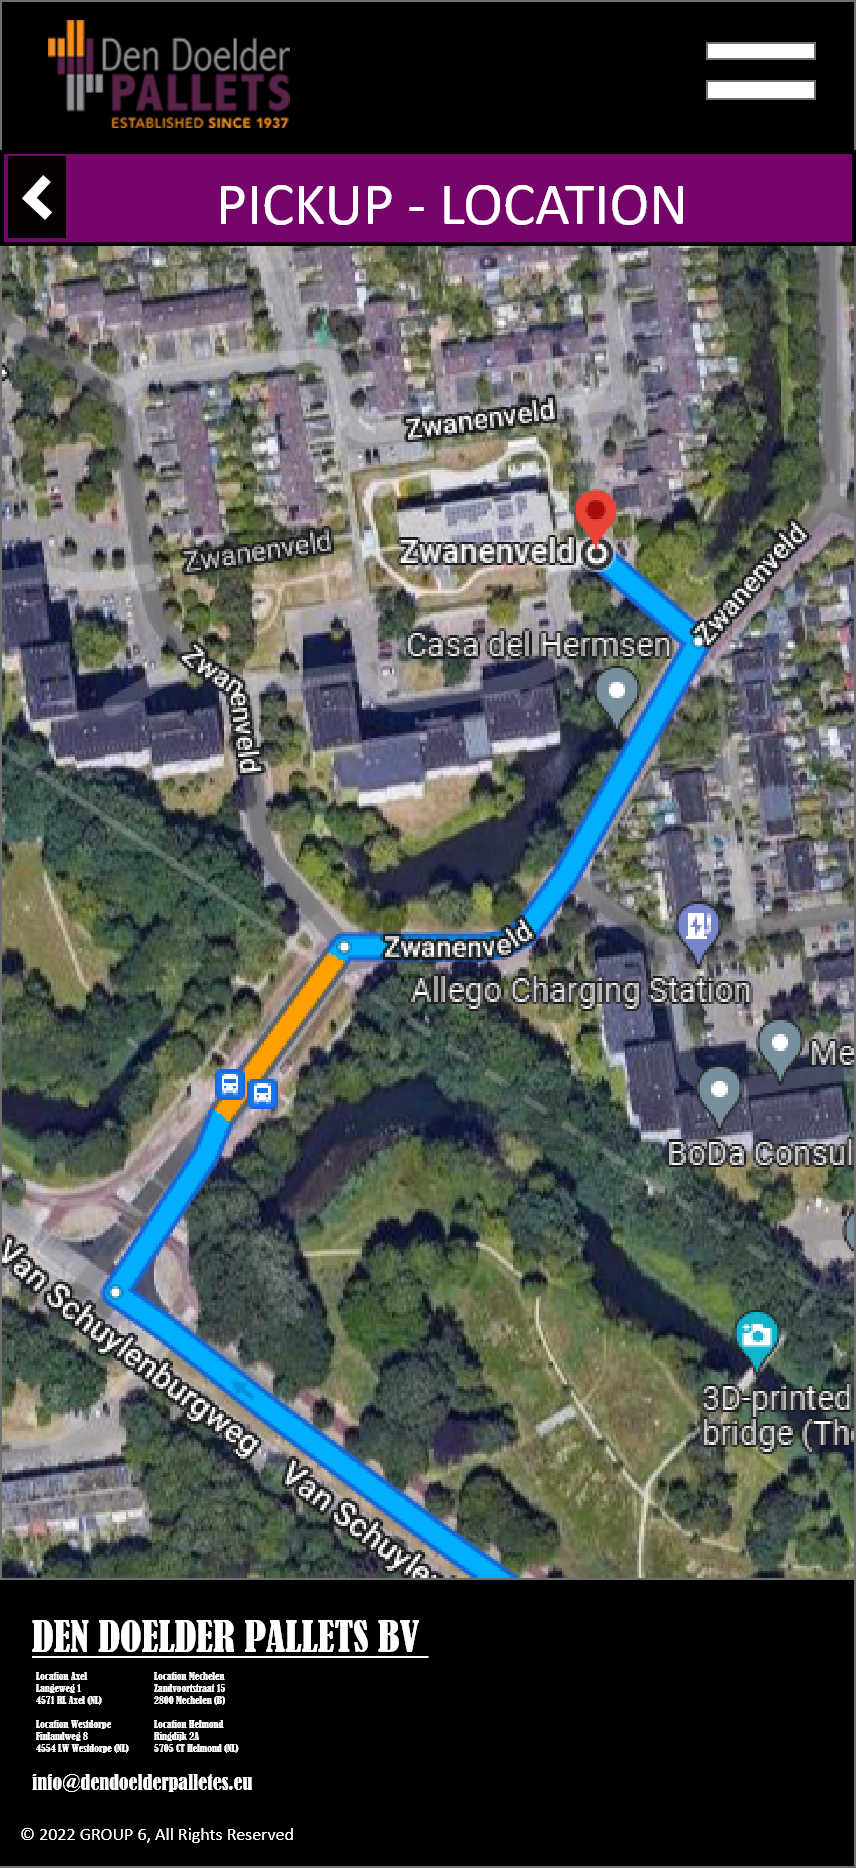 Den Doelder
PALLETS
ESTABLISHED SINCE 1937
PICKUP - LOCATION
Zwanenveld
Zwanenveld
Zwanenveld
Zwanenveld
Casa del Hermsen
Zwanenveld
Zwanenveld
Allego Charging Station
Me
BoDa Consul
Van Schuylenburgweg
3D-printed
bridge (The
Van Schuyle
DEN DOELDER PALLETS BV
Location Axel
Langeweg 1
4571 RL Axel (NL)
Location Mechelen
Zandvoortstraat 15
2800 Mechelen (B)
Location Westdorpe
Finlandweg 8
4554 LW Westdorpe (NL)
Location Helmond
Ringdijk 2A
5705 CT Helmond (NL)
info@dendoelderpalletes.eu
© 2022 GROUP 6, All Rights Reserved